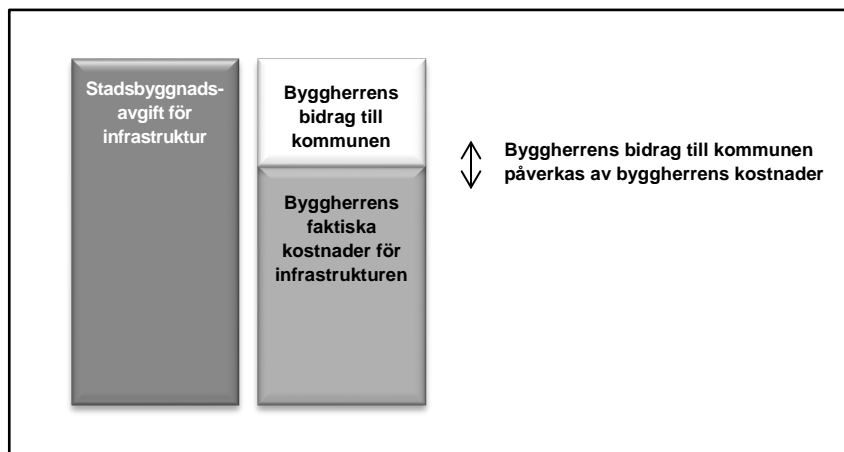 Stadsbyggnads-
avgift för
infrastruktur
Byggherrens
bidrag till
kommunen
Byggherrens
faktiska
kostnader för
infrastrukturen
Byggherrens bidrag till kommunen
påverkas av byggherrens kostnader